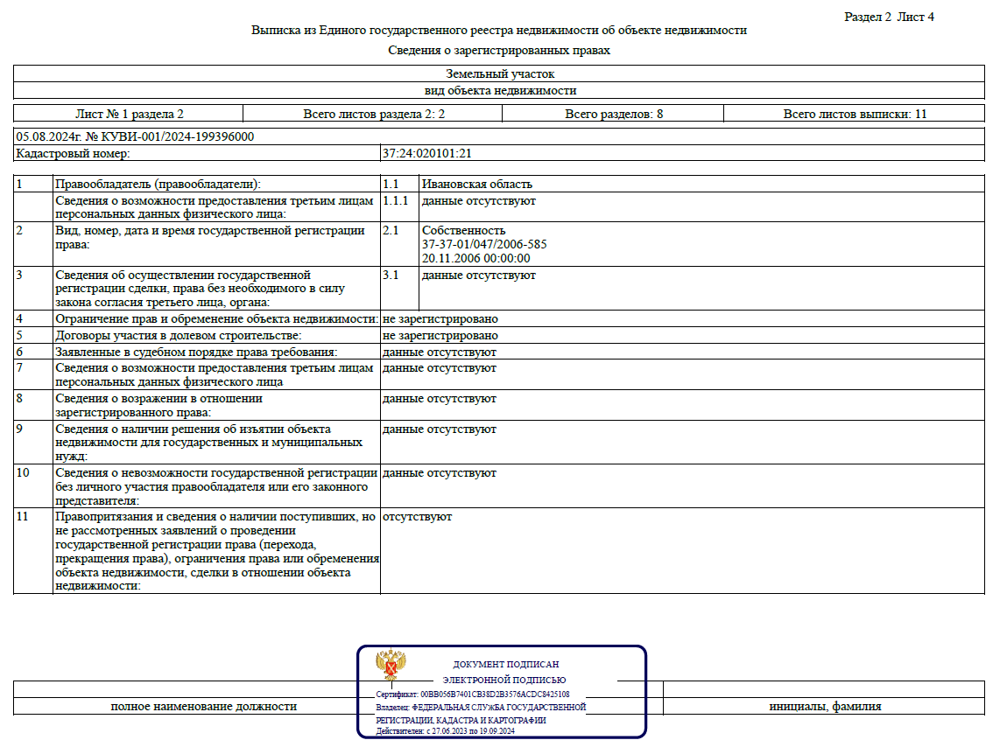 Раздел 2 Лист 4
Выписка из Единого государственного реестра недвижимости об объекте недвижимости
Сведения о зарегистрированных правах
Земельный участок
вид объекта недвижимости
Лист № 1 раздела 2
Всего листов раздела 2: 2
Всего разделов: 8
Всего листов выписки: 11
05.08.2024г. № КУВИ-001/2024-199396000
Кадастровый номер:
37:24:020101:21
1
Правообладатель (правообладатели):
1.1
Ивановская область
Сведения о возможности предоставления третьим лицам
персональных данных физического лица:
1.1.1
данные отсутствуют
2
Вид, номер, дата и время государственной регистрации
права:
2.1
Собственность
37-37-01/047/2006-585
20.11.2006 00:00:00
3
Сведения об осуществлении государственной
регистрации сделки, права без необходимого в силу
закона согласия третьего лица, органа:
3.1
данные отсутствуют
4
Ограничение прав и обременение объекта недвижимости:
не зарегистрировано
5
Договоры участия в долевом строительстве:
не зарегистрировано
6
Заявленные в судебном порядке права требования:
данные отсутствуют
7
Сведения о возможности предоставления третьим лицам
персональных данных физического лица
данные отсутствуют
8
Сведения о возражении в отношении
зарегистрированного права:
данные отсутствуют
9
Сведения о наличии решения об изъятии объекта
недвижимости для государственных и муниципальных
нужд:
данные отсутствуют
10
Сведения о невозможности государственной регистрации
без личного участия правообладателя или его законного
представителя:
данные отсутствуют
11
Правопритязания и сведения о наличии поступивших, но
не рассмотренных заявлений о проведении
государственной регистрации права (перехода,
прекращения права), ограничения права или обременения
объекта недвижимости, сделки в отношении объекта
недвижимости:
отсутствуют
ДОКУМЕНТ ПОДПИСАН
ЭЛЕКТРОННОЙ ПОДПИСЬЮ
Сертификат: 00BB056B7401CB38D2B3576ACDC8425108
Владелец: ФЕДЕРАЛЬНАЯ СЛУЖБА ГОСУДАРСТВЕННОЙ
РЕГИСТРАЦИИ, КАДАСТРА И КАРТОГРАФИИ
Действителен: с 27.06.2023 по 19.09.2024
полное наименование должности
инициалы, фамилия